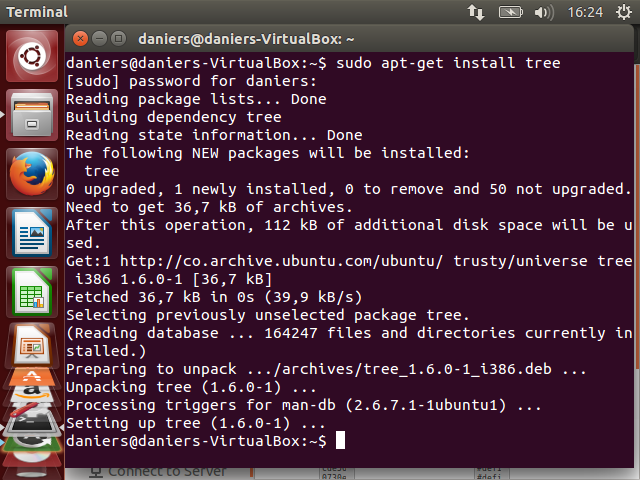 Terminal
16:24
daniers@daniers-VirtualBox: ~
daniers@daniers-VirtualBox:~$ sudo apt-get install tree
[sudo] password for daniers:
Reading package lists... Done
Building dependency tree
Reading state information... Done
The following NEW packages will be installed:
  tree
0 upgraded, 1 newly installed, 0 to remove and 50 not upgraded.
Need to get 36,7 kB of archives.
After this operation, 112 kB of additional disk space will be u
sed.
Get:1 http://co.archive.ubuntu.com/ubuntu/ trusty/universe tree
 i386 1.6.0-1 [36,7 kB]
Fetched 36,7 kB in 0s (39,9 kB/s)
Selecting previously unselected package tree.
(Reading database ... 164247 files and directories currently in
stalled.)
Preparing to unpack .../archives/tree_1.6.0-1_i386.deb ...
Unpacking tree (1.6.0-1) ...
Processing triggers for man-db (2.6.7.1-1ubuntu1) ...
Setting up tree (1.6.0-1) ...
daniers@daniers-VirtualBox:~$
Connect to Server